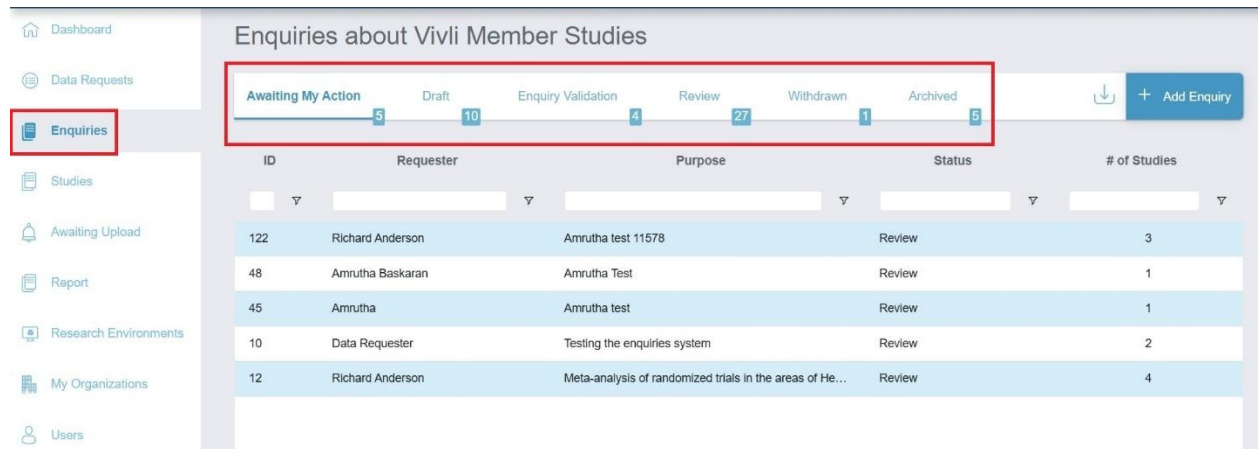 Dashboard
Data Requests
Enquiries
Studies
Awaiting Upload
Report
Research Environments
My Organizations
Users
Enquiries about Vivli Member Studies
Awaiting My Action 5 Draft 10 Enquiry Validation 4 Review 27 Withdrawn 1 Archived 5
+ Add Enquiry
ID Requester Purpose Status # of Studies
122 Richard Anderson Amrutha test 11578 Review 3
48 Amrutha Baskaran Amrutha Test Review 1
45 Amrutha Amrutha test Review 1
10 Data Requester Testing the enquiries system Review 2
12 Richard Anderson Meta-analysis of randomized trials in the areas of He... Review 4